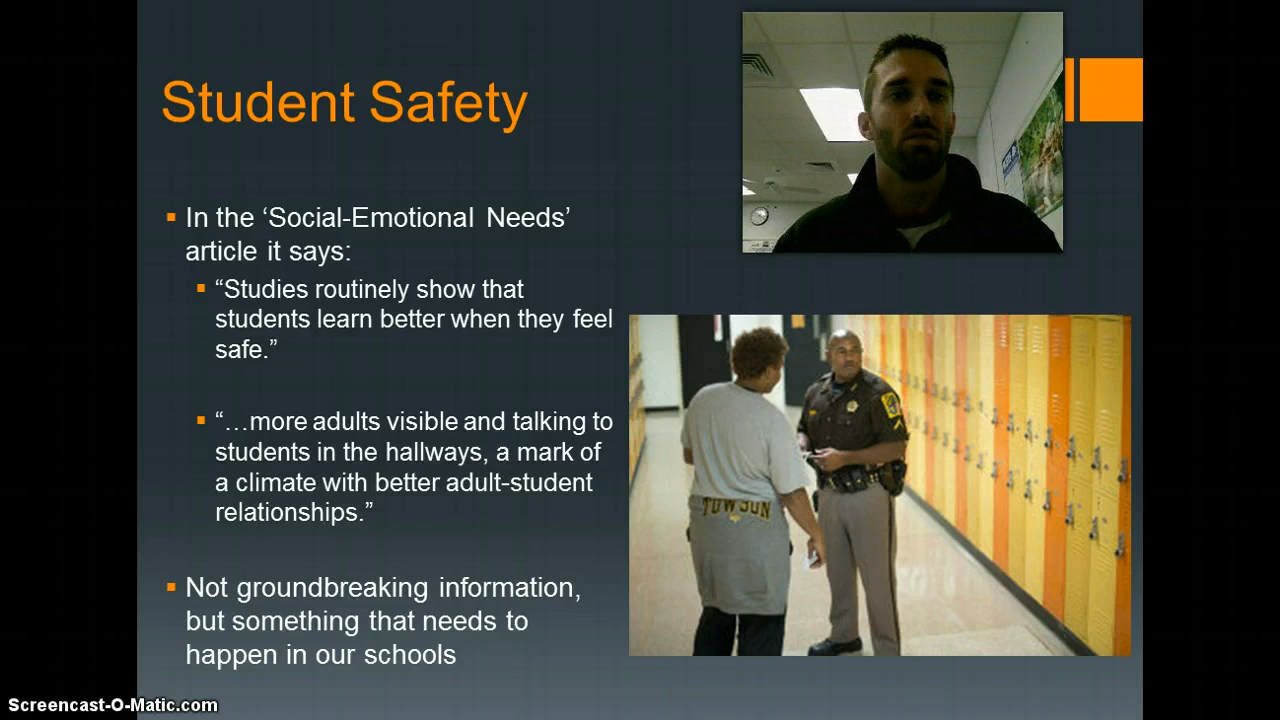 Student Safety
In the ‘Social-Emotional Needs’
article it says:
“Studies routinely show that
students learn better when they feel
safe.”
“…more adults visible and talking to
students in the hallways, a mark of
a climate with better adult-student
relationships.”
Not groundbreaking information,
but something that needs to
happen in our schools
TOWSON
Screencast-O-Matic.com